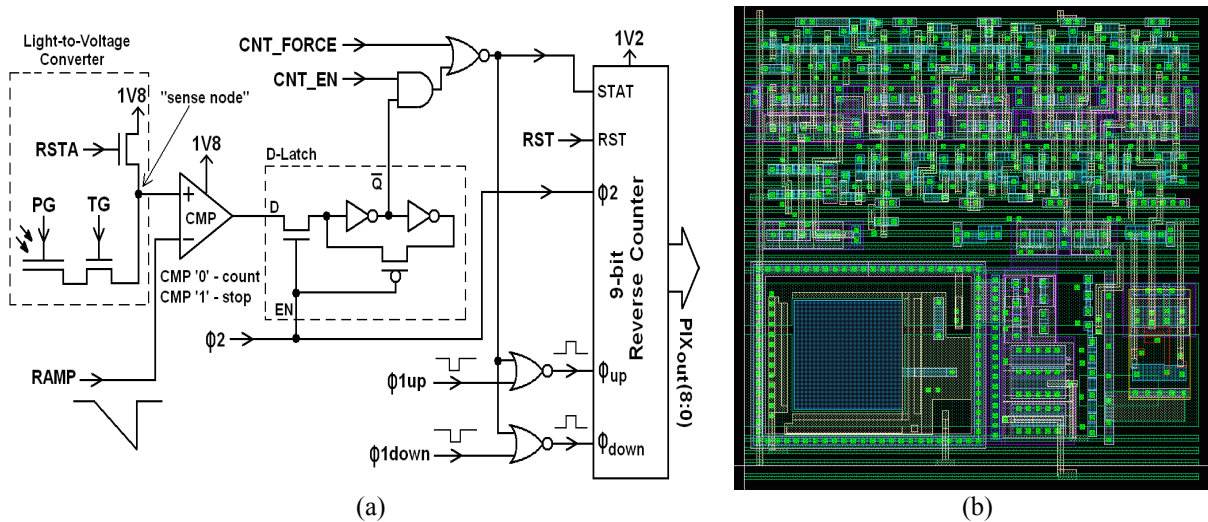 Light-to-Voltage
Converter
1V8
"sense node"
RSTA
PG
TG
1V8
+
CMP
−
CMP '0' - count
CMP '1' - stop
RAMP
CNT_FORCE
CNT_EN
D-Latch
Q
D
EN
ϕ2
ϕ1up
ϕ1down
1V2
STAT
RST
RST
ϕ2
9-bit
Reverse Counter
ϕup
ϕdown
PIXout(8:0)
(a)
(b)